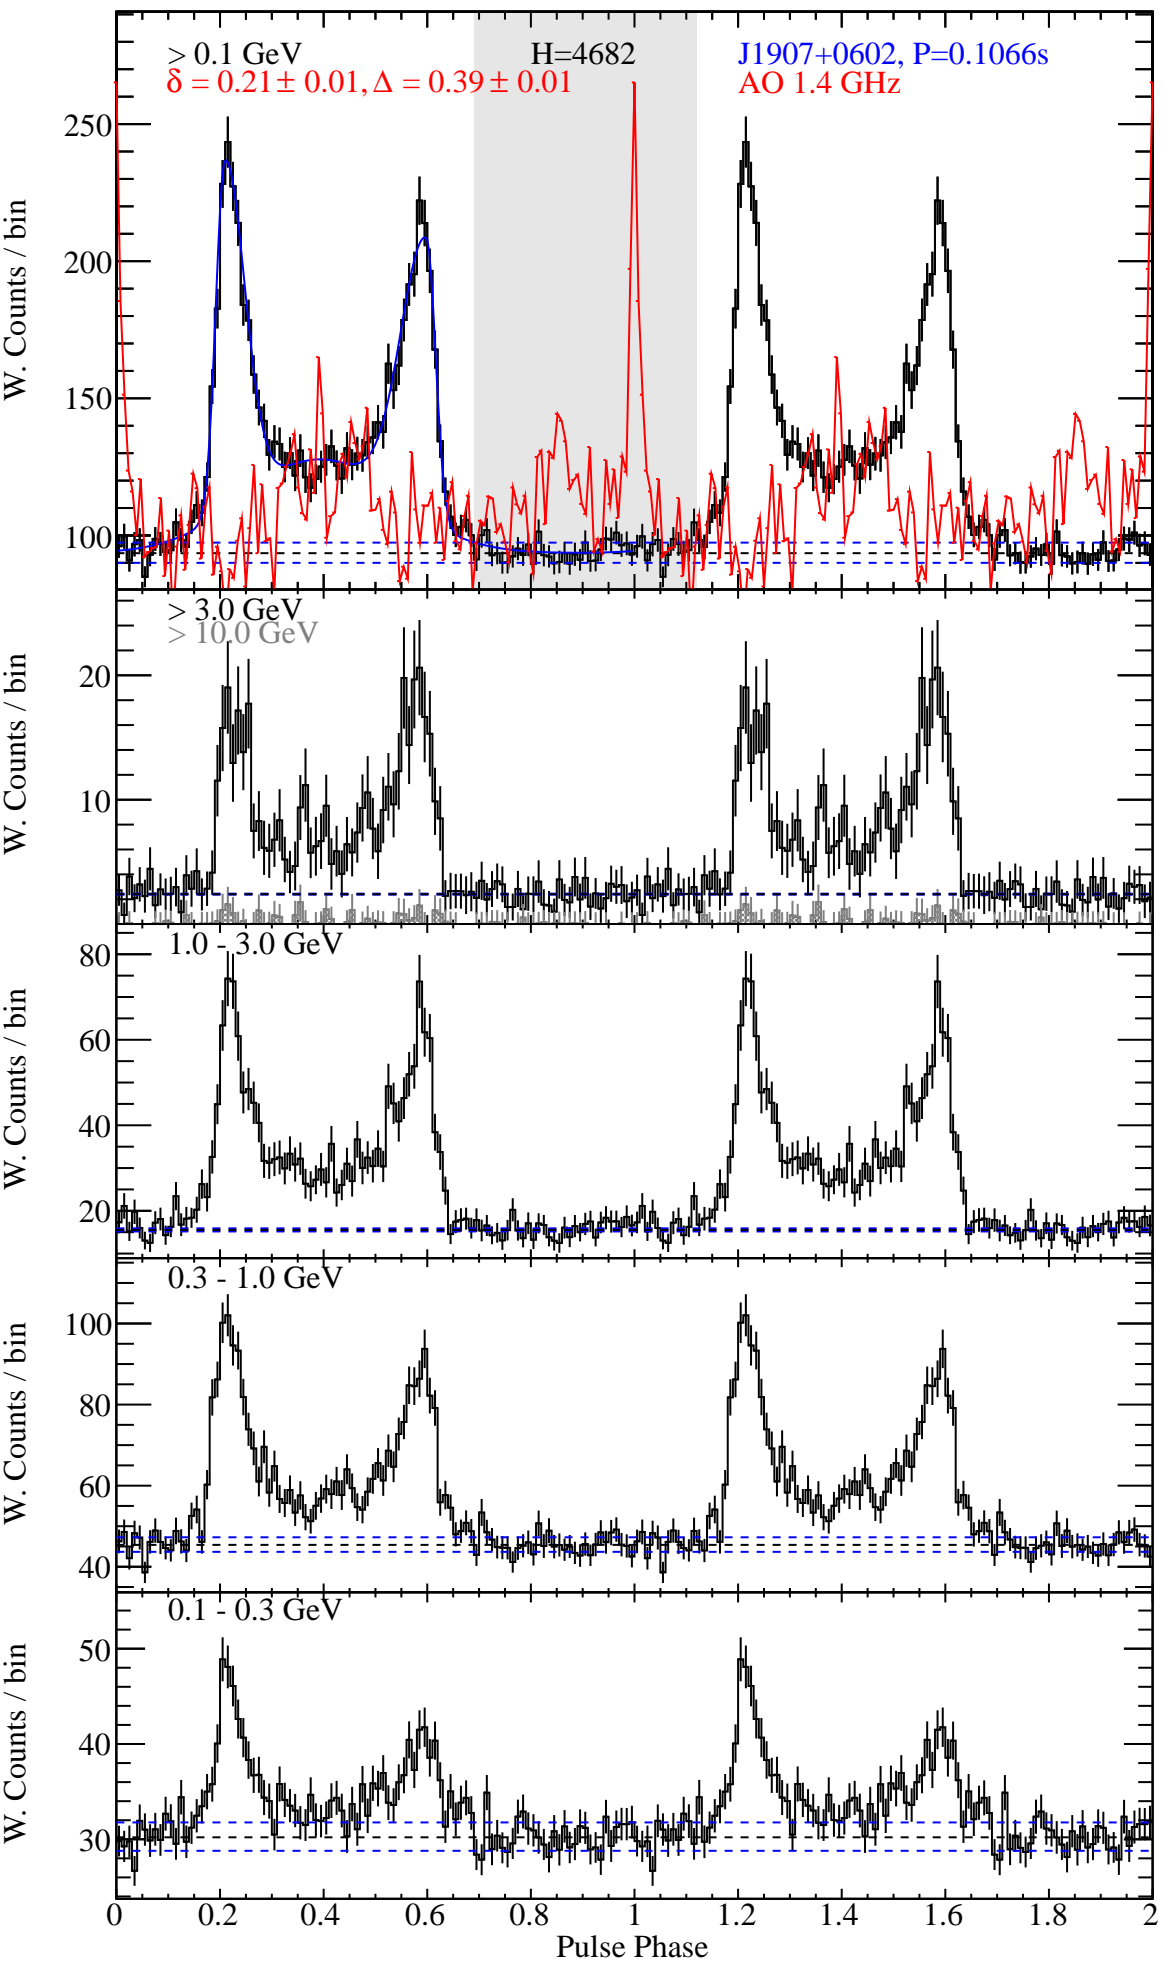 > 0.1 GeV
H=4682
J1907+0602, P=0.1066s
δ = 0.21 ± 0.01, Δ = 0.39 ± 0.01
AO 1.4 GHz
250
200
150
100
W. Counts / bin
> 3.0 GeV
> 10.0 GeV
20
10
W. Counts / bin
1.0 - 3.0 GeV
80
60
40
20
W. Counts / bin
0.3 - 1.0 GeV
100
80
60
40
W. Counts / bin
0.1 - 0.3 GeV
50
40
30
W. Counts / bin
0 0.2 0.4 0.6 0.8 1 1.2 1.4 1.6 1.8 2
Pulse Phase